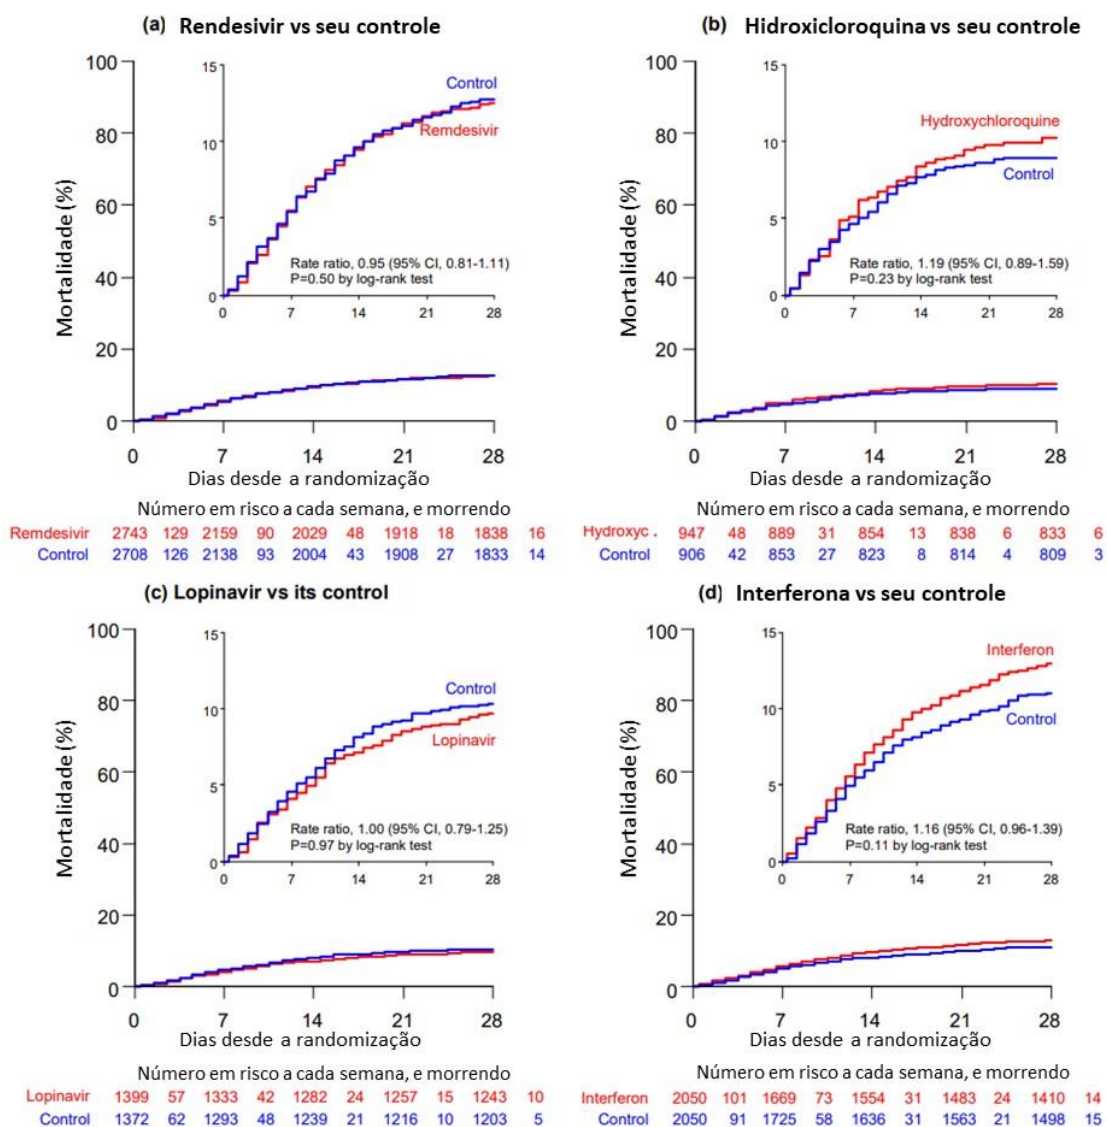 (a) Rendesivir vs seu controle
100
80
60
40
20
0
Mortalidade (%)
15
10
5
0
Control
Remdesivir
Rate ratio, 0.95 (95% CI, 0.81-1.11)
P=0.50 by log-rank test
0 7 14 21 28
0 7 14 21 28
Dias desde a randomização
Número em risco a cada semana, e morrendo
Remdesivir 2743 129 2159 90 2029 48 1918 18 1838 16
Control 2708 126 2138 93 2004 43 1908 27 1833 14
(b) Hidroxicloroquina vs seu controle
100
80
60
40
20
0
Mortalidade (%)
15
10
5
0
Hydroxychloroquine
Control
Rate ratio, 1.19 (95% CI, 0.89-1.59)
P=0.23 by log-rank test
0 7 14 21 28
0 7 14 21 28
Dias desde a randomização
Número em risco a cada semana, e morrendo
Hydroxyc . 947 48 889 31 854 13 838 6 833 6
Control 906 42 853 27 823 8 814 4 809 3
(c) Lopinavir vs its control
100
80
60
40
20
0
Mortalidade (%)
15
10
5
0
Control
Lopinavir
Rate ratio, 1.00 (95% CI, 0.79-1.25)
P=0.97 by log-rank test
0 7 14 21 28
0 7 14 21 28
Dias desde a randomização
Número em risco a cada semana, e morrendo
Lopinavir 1399 57 1333 42 1282 24 1257 15 1243 10
Control 1372 62 1293 48 1239 21 1216 10 1203 5
(d) Interferona vs seu controle
100
80
60
40
20
0
Mortalidade (%)
15
10
5
0
Interferon
Control
Rate ratio, 1.16 (95% CI, 0.96-1.39)
P=0.11 by log-rank test
0 7 14 21 28
0 7 14 21 28
Dias desde a randomização
Número em risco a cada semana, e morrendo
Interferon 2050 101 1669 73 1554 31 1483 24 1410 14
Control 2050 91 1725 58 1636 31 1563 21 1498 15